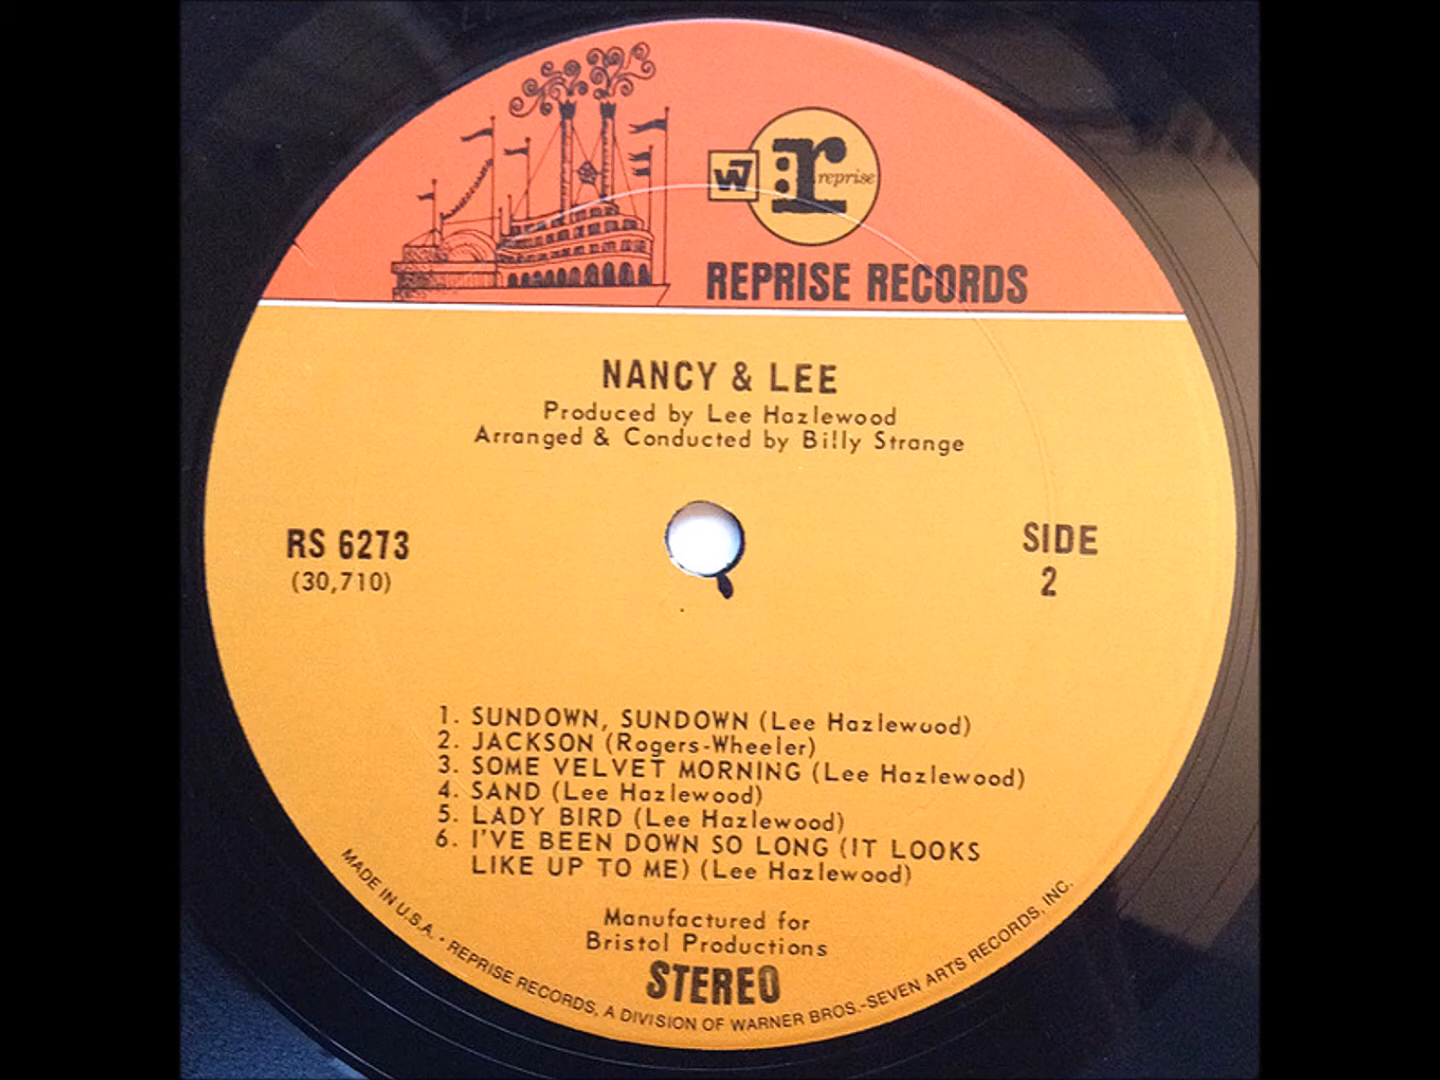 W7
r
reprise
REPRISE RECORDS
NANCY & LEE
Produced by Lee Hazlewood
Arranged & Conducted by Billy Strange
RS 6273
(30,710)
SIDE
2
1. SUNDOWN, SUNDOWN (Lee Hazlewood)
2. JACKSON (Rogers-Wheeler)
3. SOME VELVET MORNING (Lee Hazlewood)
4. SAND (Lee Hazlewood)
5. LADY BIRD (Lee Hazlewood)
6. I'VE BEEN DOWN SO LONG (IT LOOKS
LIKE UP TO ME) (Lee Hazlewood)
Manufactured for
Bristol Productions
STEREO
MADE IN U.S.A. · REPRISE RECORDS, A DIVISION OF WARNER BROS.-SEVEN ARTS RECORDS, INC.